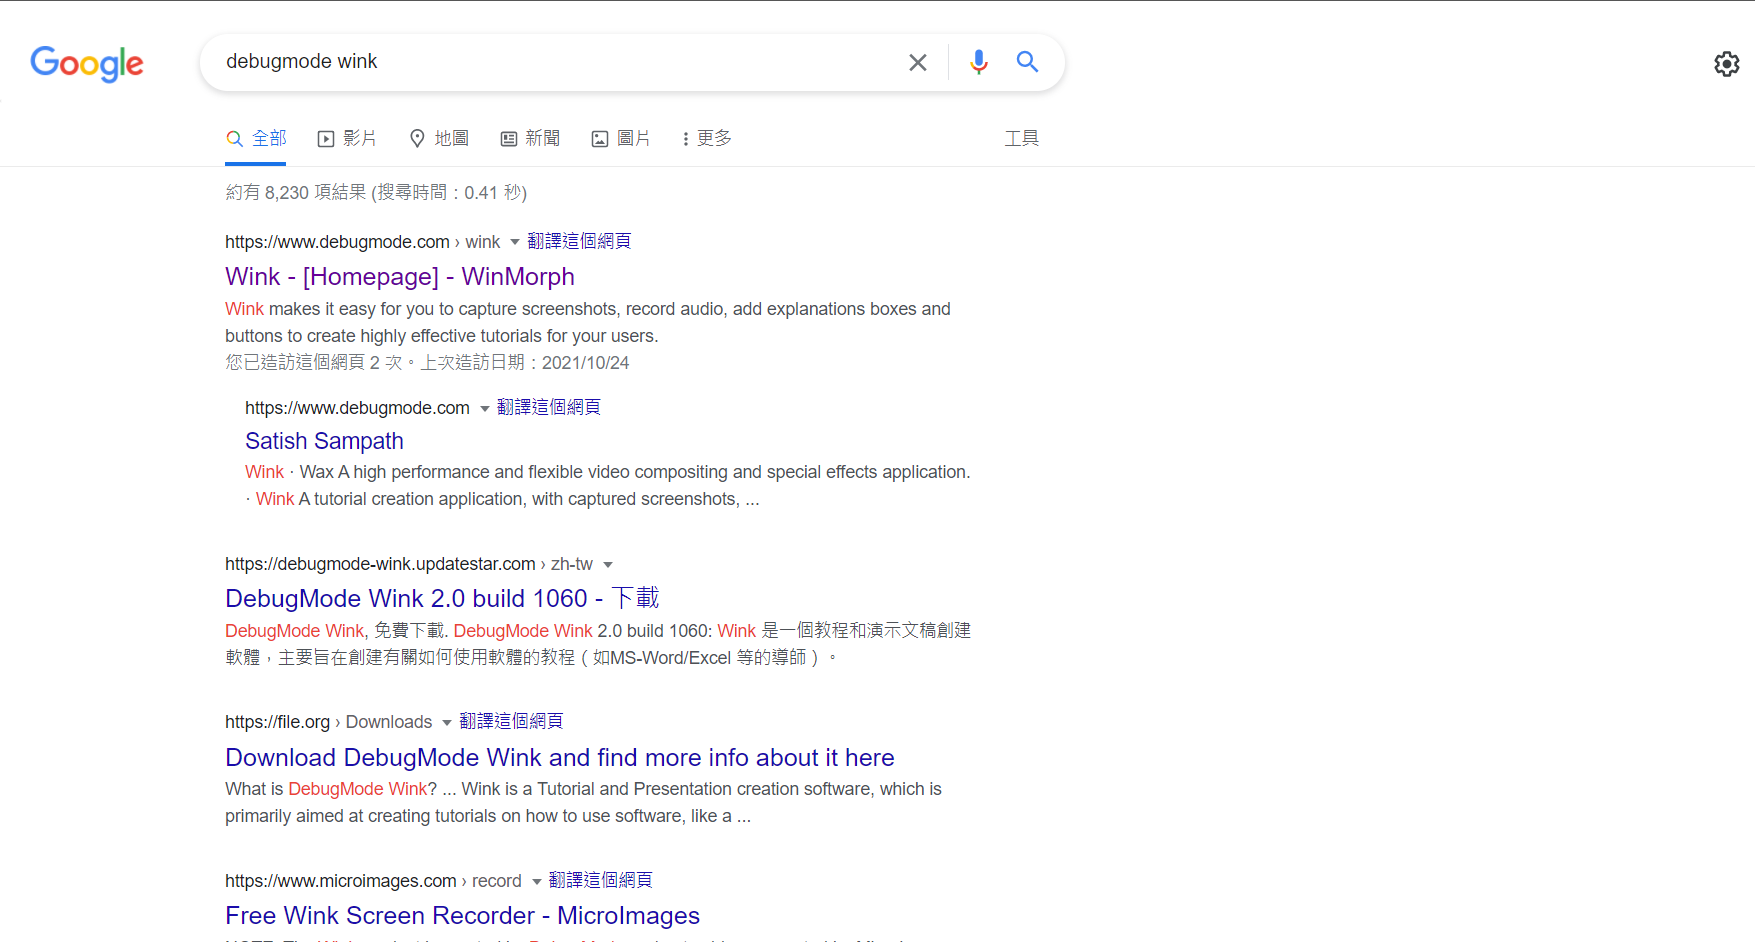 Google
debugmode wink
全部 影片 地圖 新聞 圖片 更多 工具
約有 8,230 項結果 (搜尋時間：0.41 秒)
https://www.debugmode.com › wink 翻譯這個網頁
Wink - [Homepage] - WinMorph
Wink makes it easy for you to capture screenshots, record audio, add explanations boxes and
buttons to create highly effective tutorials for your users.
您已造訪這個網頁 2 次。上次造訪日期：2021/10/24
https://www.debugmode.com 翻譯這個網頁
Satish Sampath
Wink · Wax A high performance and flexible video compositing and special effects application.
· Wink A tutorial creation application, with captured screenshots, ...
https://debugmode-wink.updatestar.com › zh-tw
DebugMode Wink 2.0 build 1060 - 下載
DebugMode Wink, 免費下載. DebugMode Wink 2.0 build 1060: Wink 是一個教程和演示文稿創建
軟體，主要旨在創建有關如何使用軟體的教程（如MS-Word/Excel 等的導師）。
https://file.org › Downloads 翻譯這個網頁
Download DebugMode Wink and find more info about it here
What is DebugMode Wink? ... Wink is a Tutorial and Presentation creation software, which is
primarily aimed at creating tutorials on how to use software, like a ...
https://www.microimages.com › record 翻譯這個網頁
Free Wink Screen Recorder - MicroImages